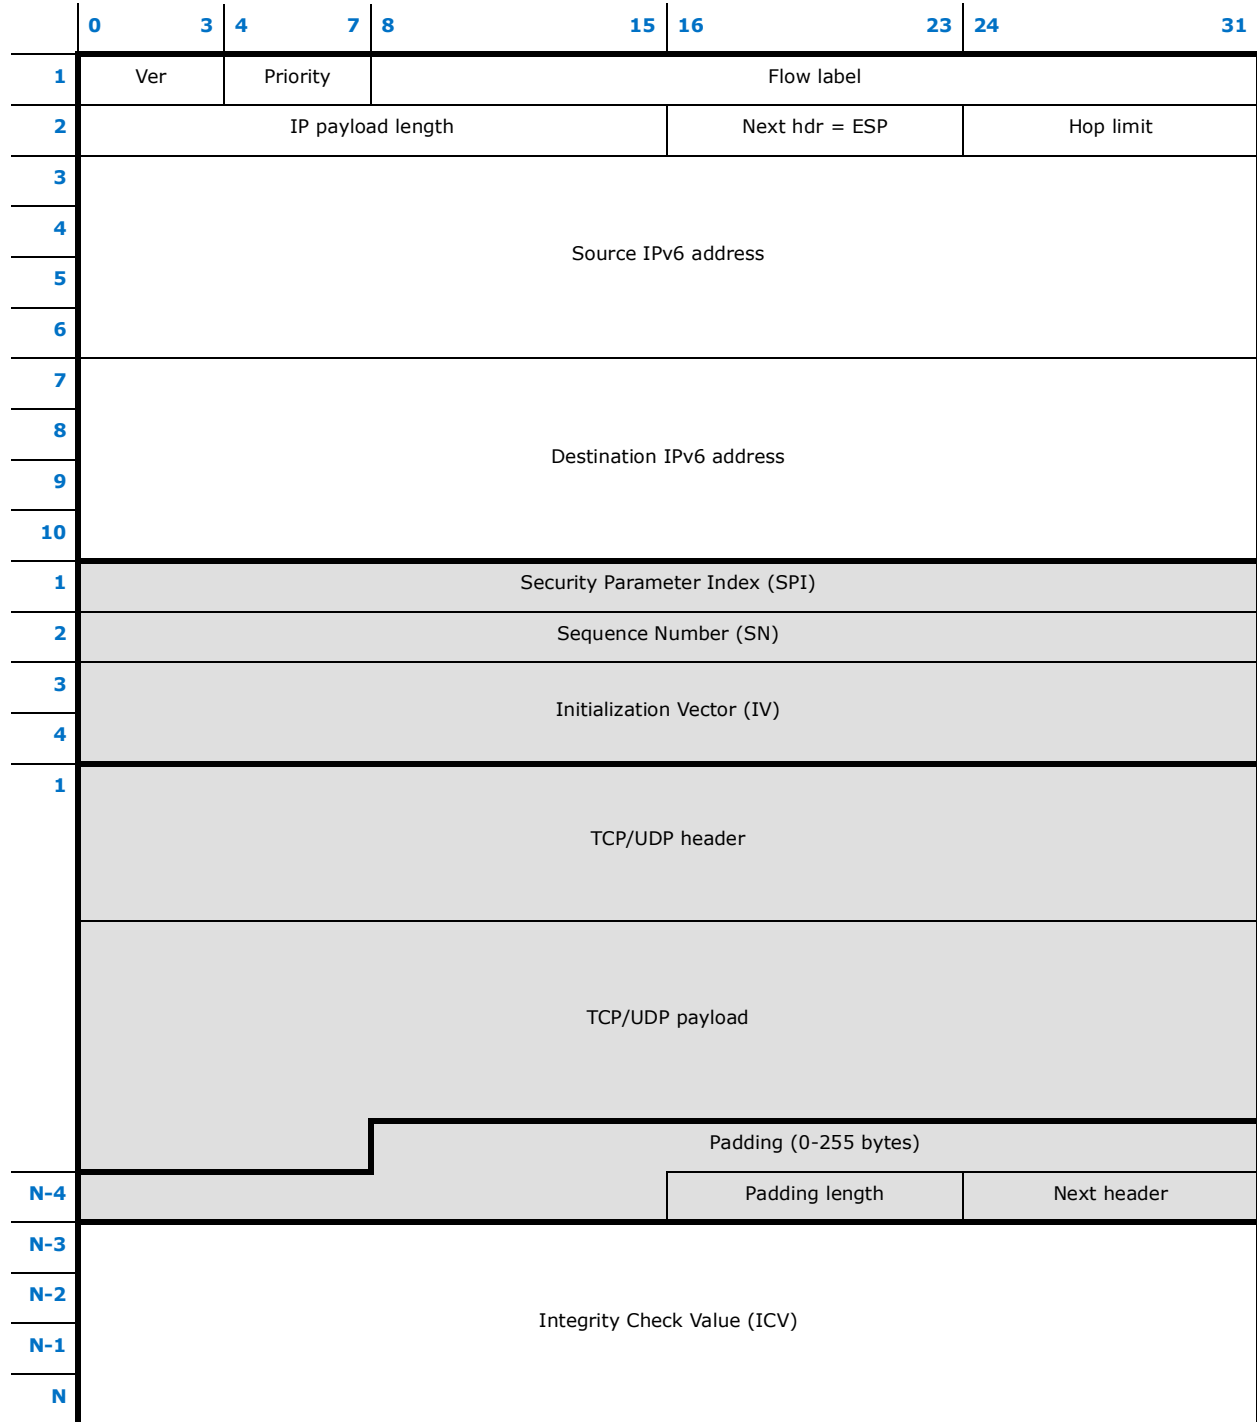 0 3 4 7 8 15 16 23 24 31
1 Ver Priority Flow label
2 IP payload length Next hdr = ESP Hop limit
3
4
Source IPv6 address
5
6
7
8
Destination IPv6 address
9
10
1 Security Parameter Index (SPI)
2 Sequence Number (SN)
3
Initialization Vector (IV)
4
1
TCP/UDP header
TCP/UDP payload
Padding (0-255 bytes)
N-4 Padding length Next header
N-3
N-2
Integrity Check Value (ICV)
N-1
N